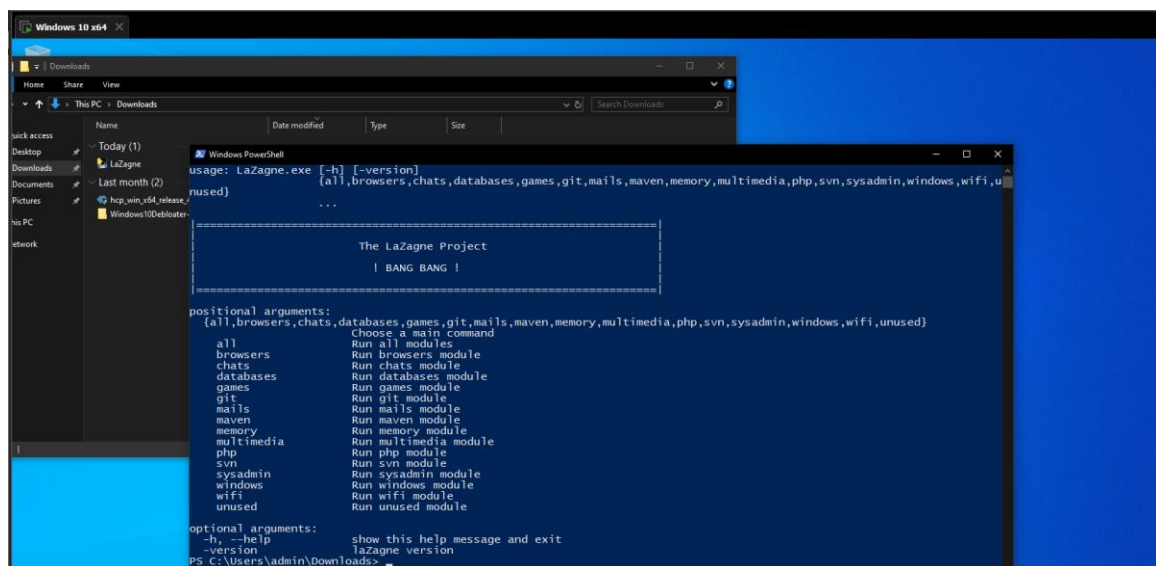 Windows 10 x64
Downloads
Home Share View
This PC > Downloads
Search Downloads
Name Date modified Type Size
Today (1)
Desktop
LaZagne
Downloads
Last month (2)
Documents
hcp_win_x64_release_
Pictures
Windows10Debloater-
Windows PowerShell
usage: LaZagne.exe [-h] [-version]
{all,browsers,chats,databases,games,git,mails,maven,memory,multimedia,php,svn,sysadmin,windows,wifi,u
nused}
...
|====================================================================|
The LaZagne Project
! BANG BANG !
|====================================================================|
positional arguments:
{all,browsers,chats,databases,games,git,mails,maven,memory,multimedia,php,svn,sysadmin,windows,wifi,unused}
Choose a main command
all Run all modules
browsers Run browsers module
chats Run chats module
databases Run databases module
games Run games module
git Run git module
mails Run mails module
maven Run maven module
memory Run memory module
multimedia Run multimedia module
php Run php module
svn Run svn module
sysadmin Run sysadmin module
windows Run windows module
wifi Run wifi module
unused Run unused module
optional arguments:
-h, --help show this help message and exit
-version laZagne version
PS C:\Users\admin\Downloads> _